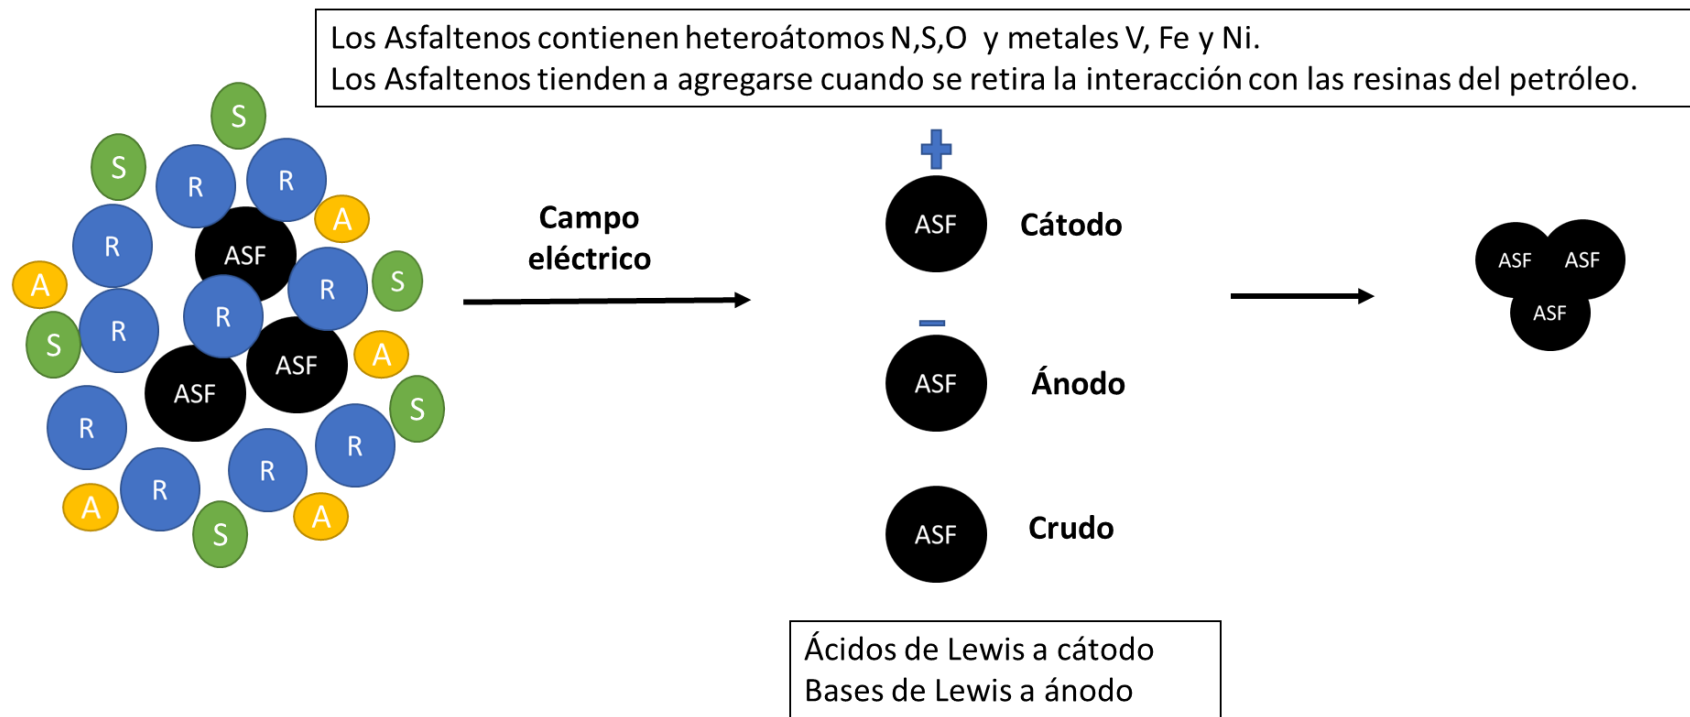 Los Asfaltenos contienen heteroátomos N,S,O y metales V, Fe y Ni.
Los Asfaltenos tienden a agregarse cuando se retira la interacción con las resinas del petróleo.
S
S
R
R
A
R
ASF
R
S
A
R
R
S
A
ASF
ASF
S
R
R
R
R
A
A
S
Campo
eléctrico
+
ASF
Cátodo
-
ASF
Ánodo
ASF
Crudo
Ácidos de Lewis a cátodo
Bases de Lewis a ánodo
ASF
ASF
ASF